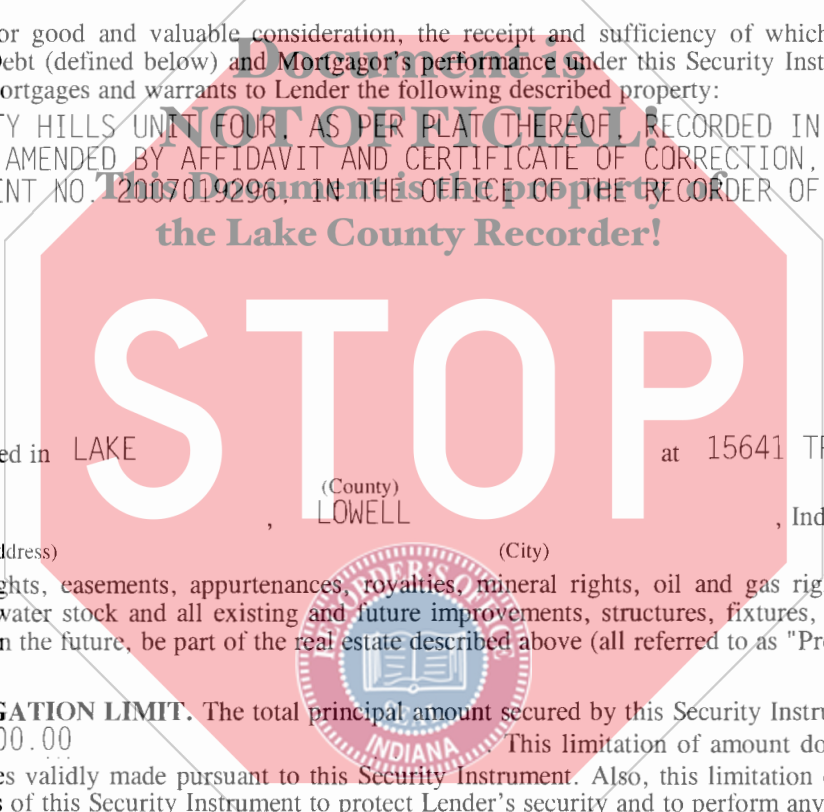 or good and valuable consideration, the receipt and sufficiency of which
Debt (defined below) and Mortgagor's performance under this Security Inst
ortgages and warrants to Lender the following described property:
TY HILLS UNIT FOUR, AS PER PLAT THEREOF, RECORDED IN
AMENDED BY AFFIDAVIT AND CERTIFICATE OF CORRECTION,
ENT NO. 2007019296, IN THE OFFICE OF THE RECORDER OF
Document is
NOT OFFICIAL!
This Document is the property of
the Lake County Recorder!
STOP
ed in LAKE at 15641 TR
(County)
, LOWELL , Ind
ddress) (City)
ghts, easements, appurtenances, royalties, mineral rights, oil and gas rig
water stock and all existing and future improvements, structures, fixtures,
n the future, be part of the real estate described above (all referred to as "Pr
GATION LIMIT. The total principal amount secured by this Security Instru
00.00 . This limitation of amount do
es validly made pursuant to this Security Instrument. Also, this limitation
s of this Security Instrument to protect Lender's security and to perform any
RECORDER'S OFFICE
SEAL
INDIANA